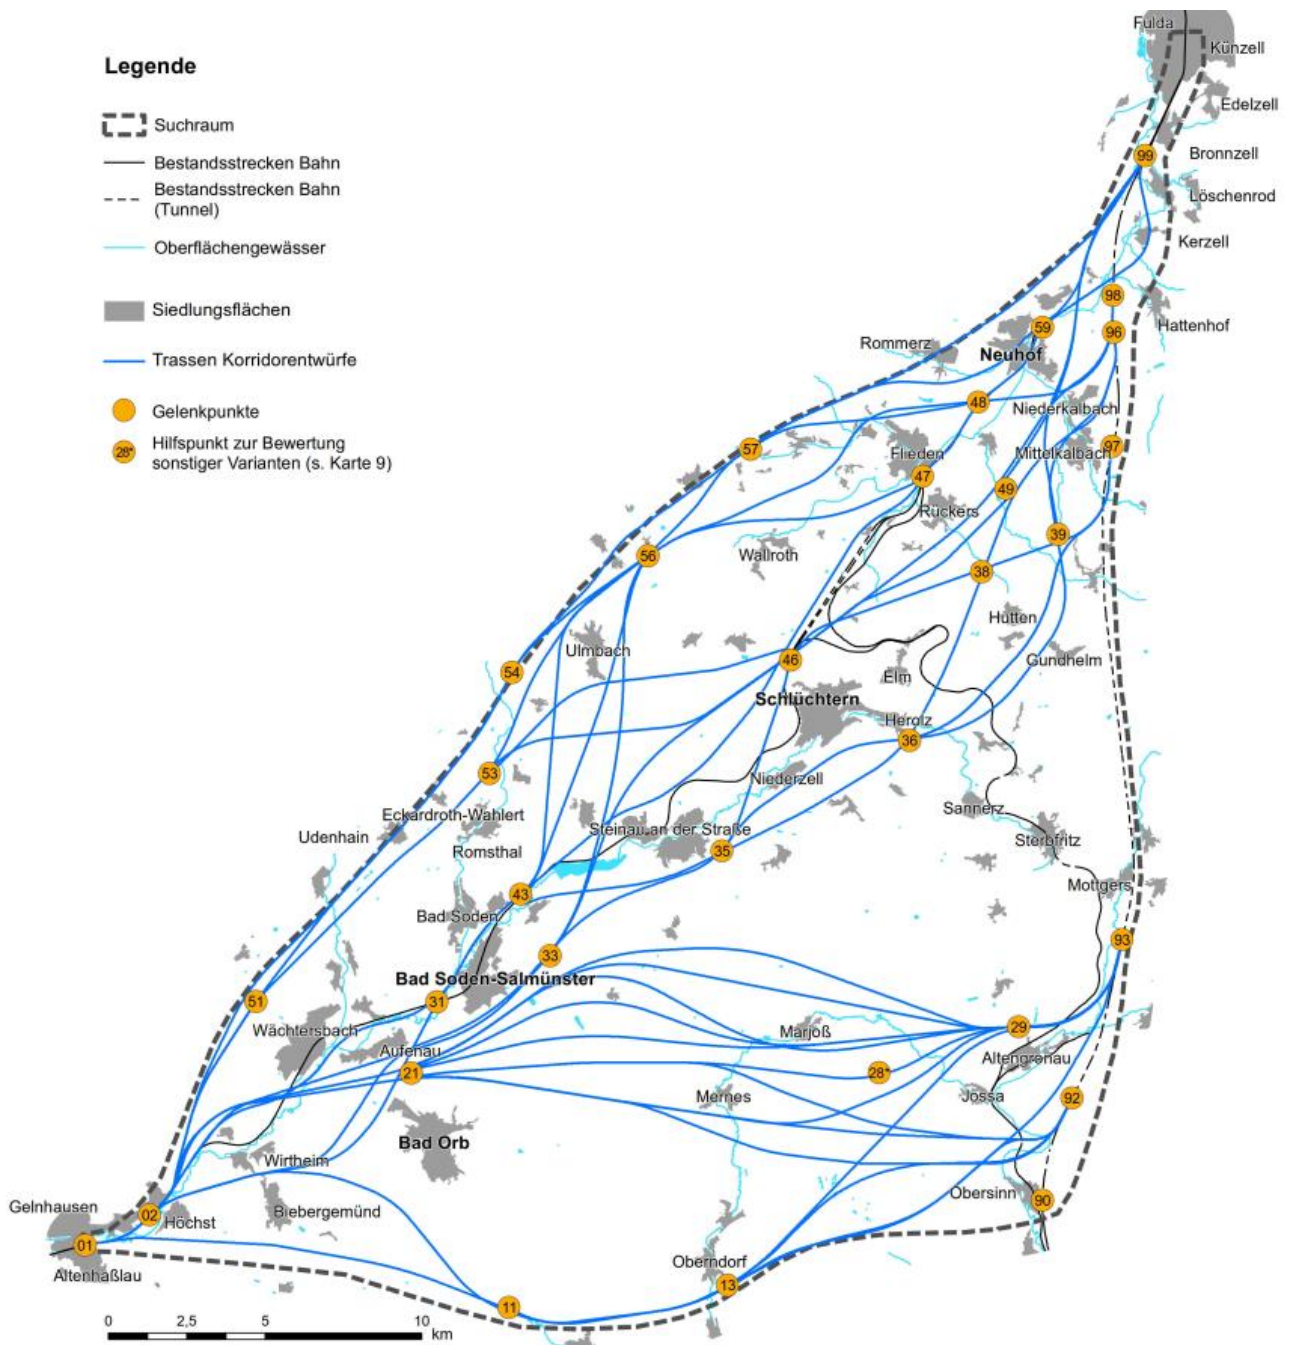 Legende
Suchraum
Bestandsstrecken Bahn
Bestandsstrecken Bahn
(Tunnel)
Oberflächengewässer
Siedlungsflächen
Trassen Korridorentwürfe
Gelenkpunkte
28*
Hilfspunkt zur Bewertung
sonstiger Varianten (s. Karte 9)
Fulda
Künzell
Edelzell
99
Bronnzell
Löschenrod
Kerzell
98
Hattenhof
59
96
Rommerz
Neuhof
48
Niederkalbach
57
97
Flieden
Mittelkalbach
47
49
Rückers
39
56
Wallroth
38
Hütten
Ulmbach
46
Gundhelm
54
Elm
Schlüchtern
Herolz
36
53
Niederzell
Eckardroth-Wahlert
Sannerz
Udenhain
Steinau an der Straße
Sterbfritz
Romsthal
35
Mottgers
43
Bad Soden
93
33
Bad Soden-Salmünster
51
31
Wächtersbach
Marjoß
29
Aufenau
Altengronau
21
28*
Mernes
Jossa
92
Bad Orb
Wirtheim
Obersinn
90
Gelnhausen
02
Höchst
Biebergemünd
01
Oberndorf
Altenhaßlau
13
11
0
2,5
5
10
km